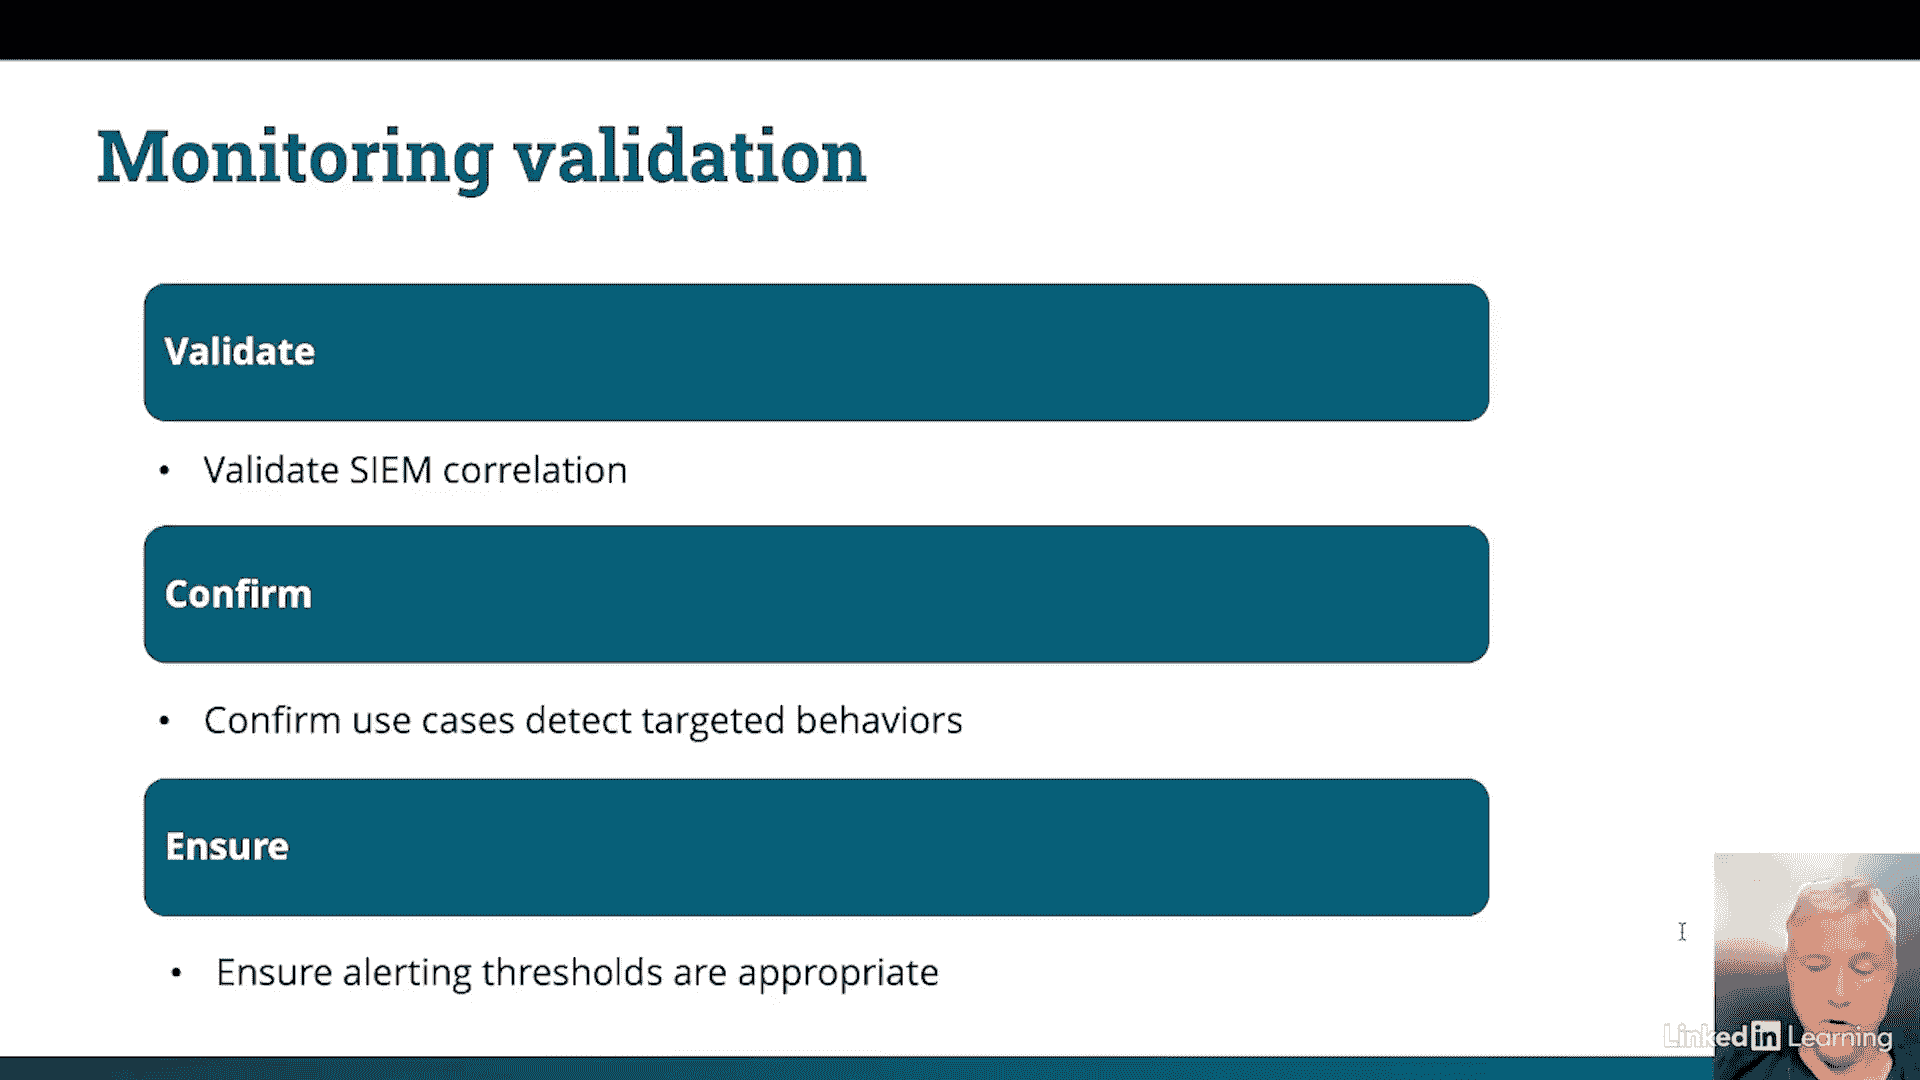 Monitoring validation
Validate
• Validate SIEM correlation
Confirm
• Confirm use cases detect targeted behaviors
Ensure
• Ensure alerting thresholds are appropriate
Linked in Learning